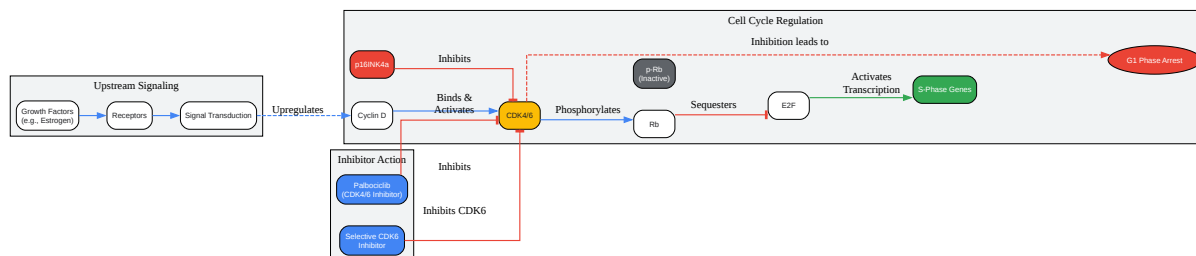 Cell Cycle Regulation
Inhibition leads to
p16INK4a
Inhibits
p-Rb
(Inactive)
G1 Phase Arrest
Upstream Signaling
Activates
Transcription
S-Phase Genes
Growth Factors
(e.g., Estrogen)
Receptors
Signal Transduction
Upregulates
Cyclin D
Binds &
Activates
CDK4/6
Phosphorylates
Rb
Sequesters
E2F
Inhibitor Action
Inhibits
Palbociclib
(CDK4/6 Inhibitor)
Inhibits CDK6
Selective CDK6
Inhibitor